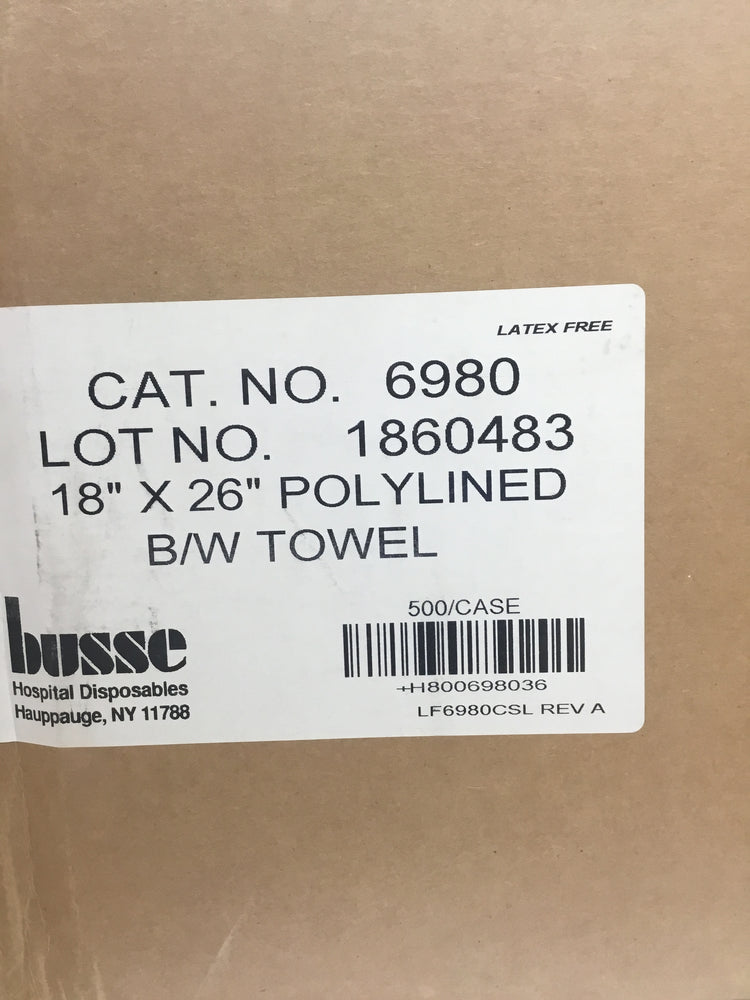 LATEX FREE
CAT. NO. 6980
LOT NO. 1860483
18" X 26" POLYLINED
B/W TOWEL
500/CASE
busse
Hospital Disposables
Hauppauge, NY 11788
+H800698036
LF6980CSL REV A